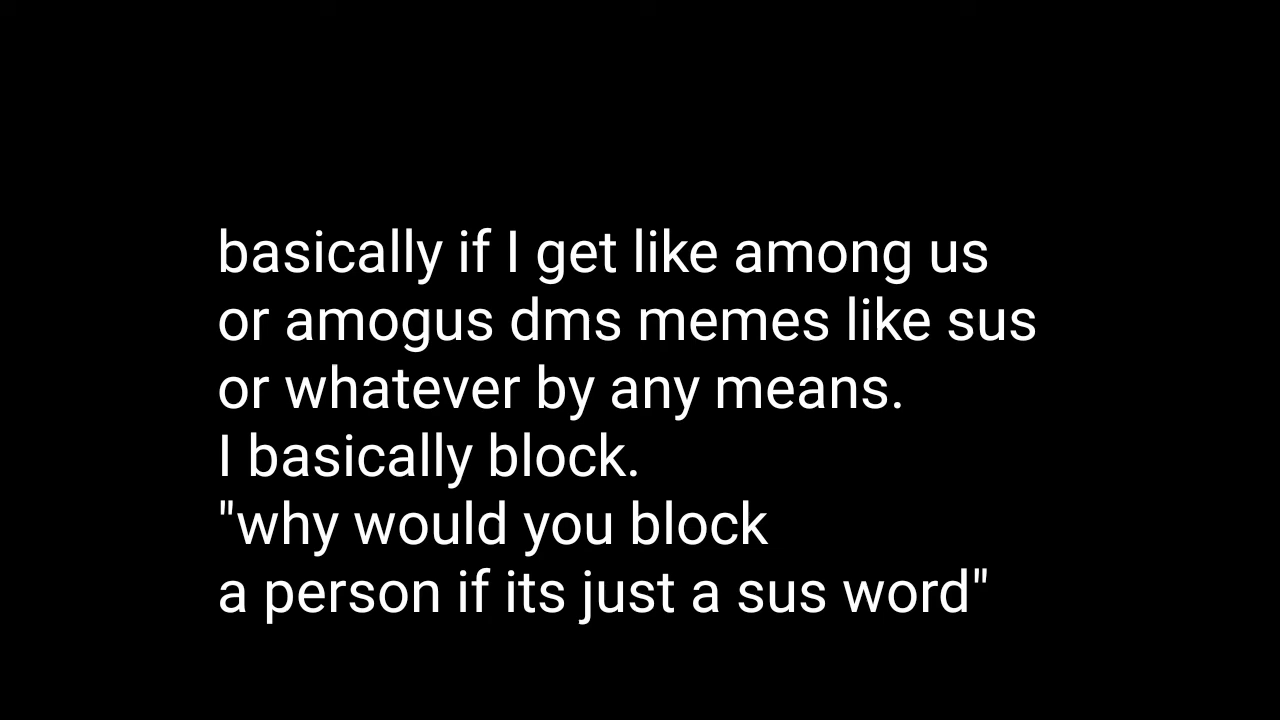 basically if I get like among us
or amogus dms memes like sus
or whatever by any means.
I basically block.
"why would you block
a person if its just a sus word"